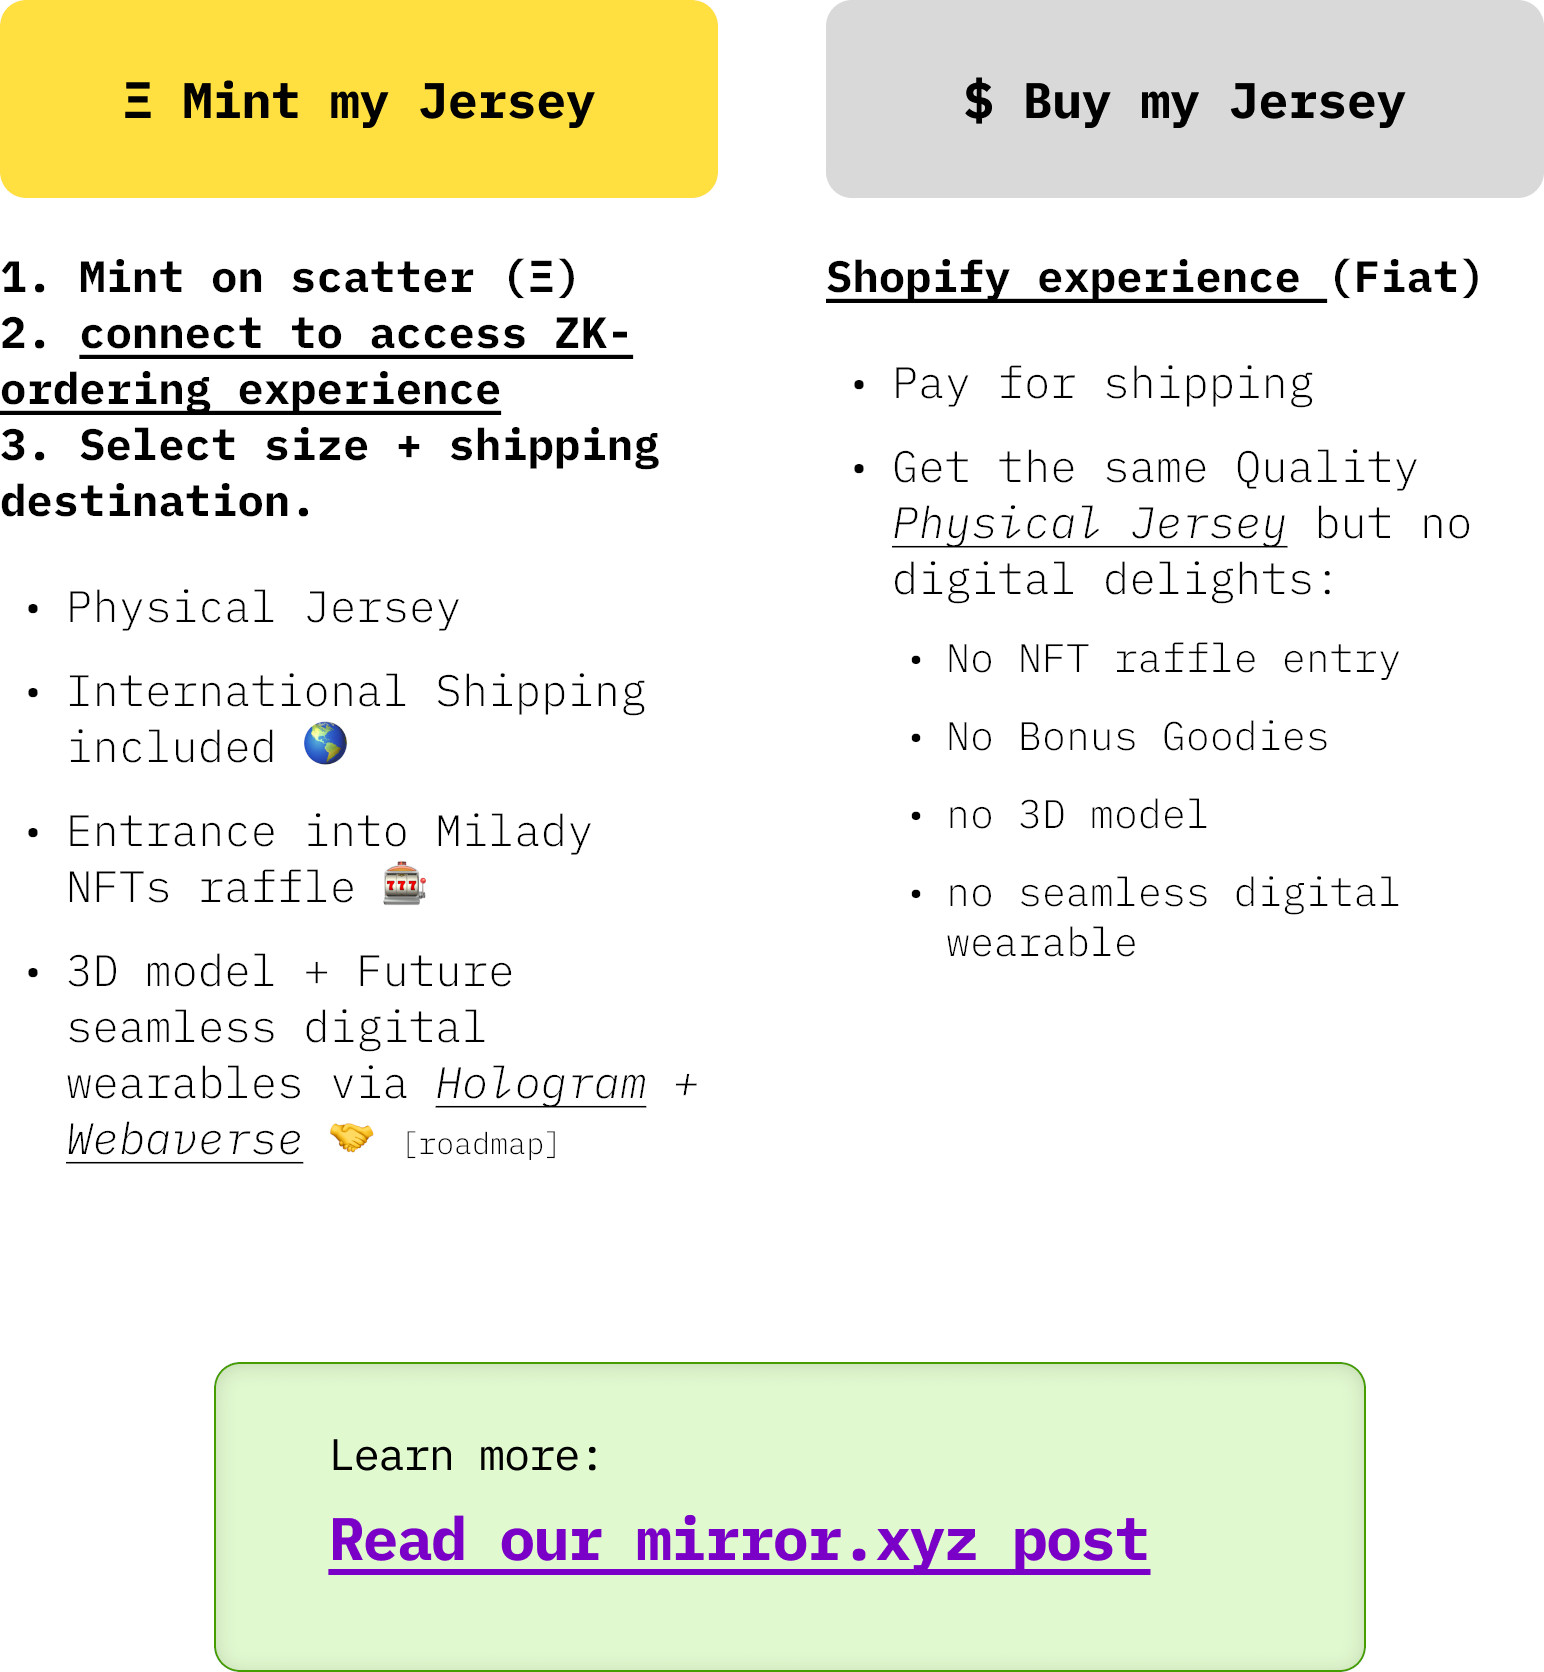 Ξ Mint my Jersey
1. Mint on scatter (Ξ)
2. connect to access ZK-
ordering experience
3. Select size + shipping
destination.
• Physical Jersey
• International Shipping
included 🌎
• Entrance into Milady
NFTs raffle 🎰
• 3D model + Future
seamless digital
wearables via Hologram +
Webaverse 🤝 [roadmap]
$ Buy my Jersey
Shopify experience (Fiat)
• Pay for shipping
• Get the same Quality
Physical Jersey but no
digital delights:
• No NFT raffle entry
• No Bonus Goodies
• no 3D model
• no seamless digital
wearable
Learn more:
Read our mirror.xyz post